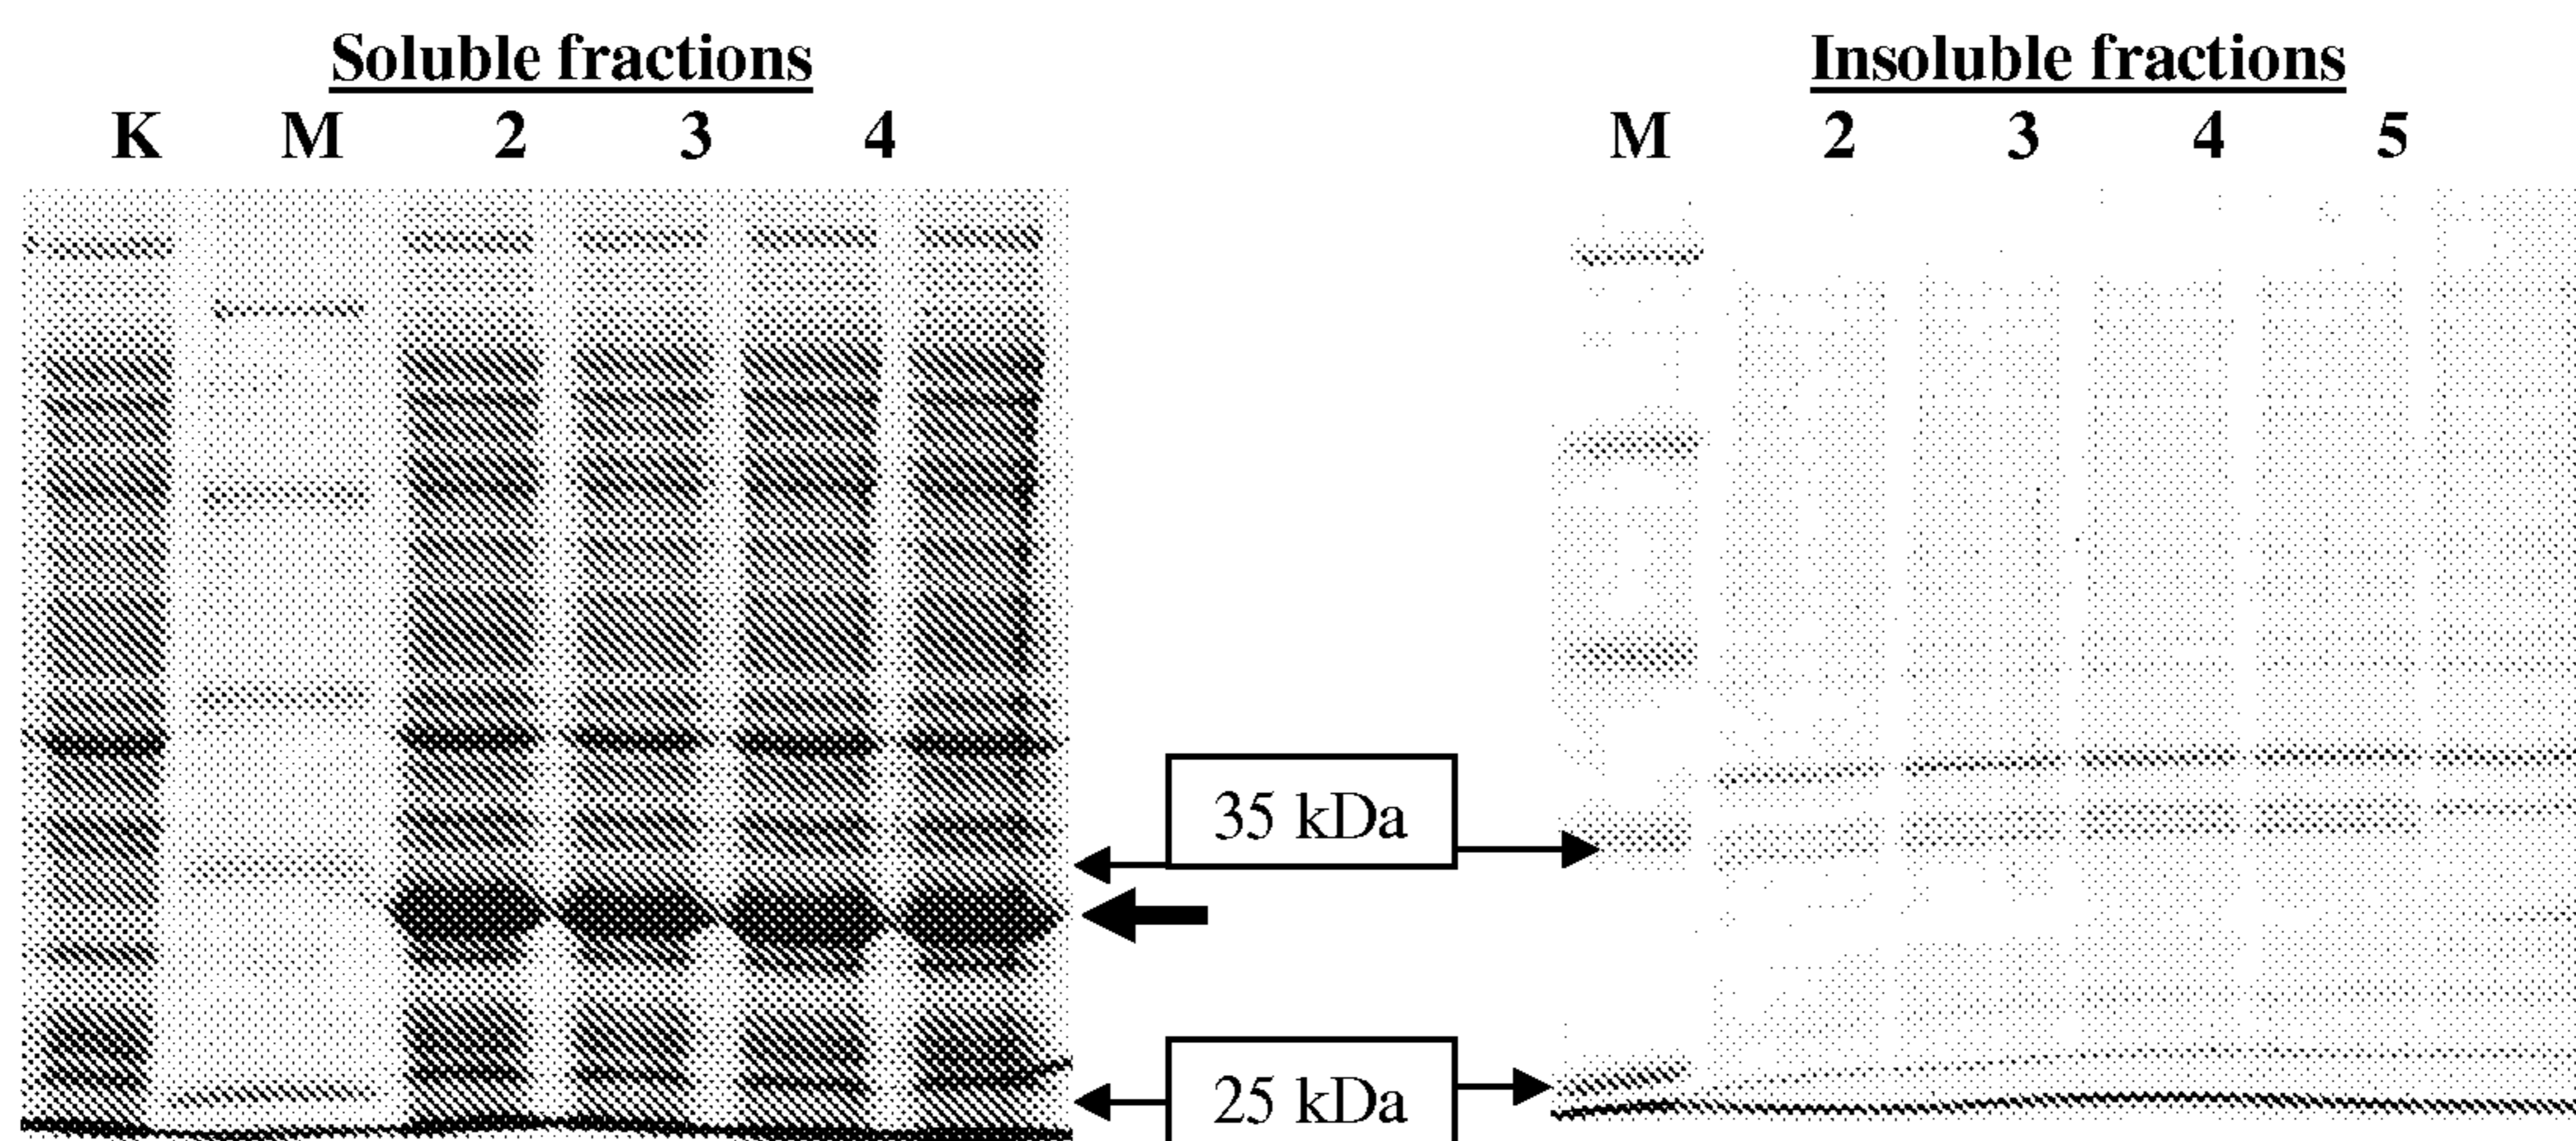 Soluble fractions
K M 2 3 4
Insoluble fractions
M 2 3 4 5
35 kDa
25 kDa